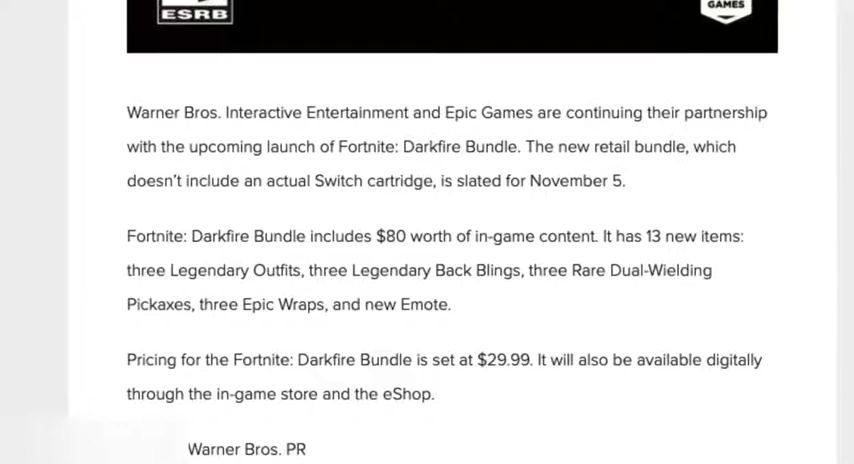 ESRB
GAMES
Warner Bros. Interactive Entertainment and Epic Games are continuing their partnership
with the upcoming launch of Fortnite: Darkfire Bundle. The new retail bundle, which
doesn't include an actual Switch cartridge, is slated for November 5.
Fortnite: Darkfire Bundle includes $80 worth of in-game content. It has 13 new items:
three Legendary Outfits, three Legendary Back Blings, three Rare Dual-Wielding
Pickaxes, three Epic Wraps, and new Emote.
Pricing for the Fortnite: Darkfire Bundle is set at $29.99. It will also be available digitally
through the in-game store and the eShop.
Warner Bros. PR